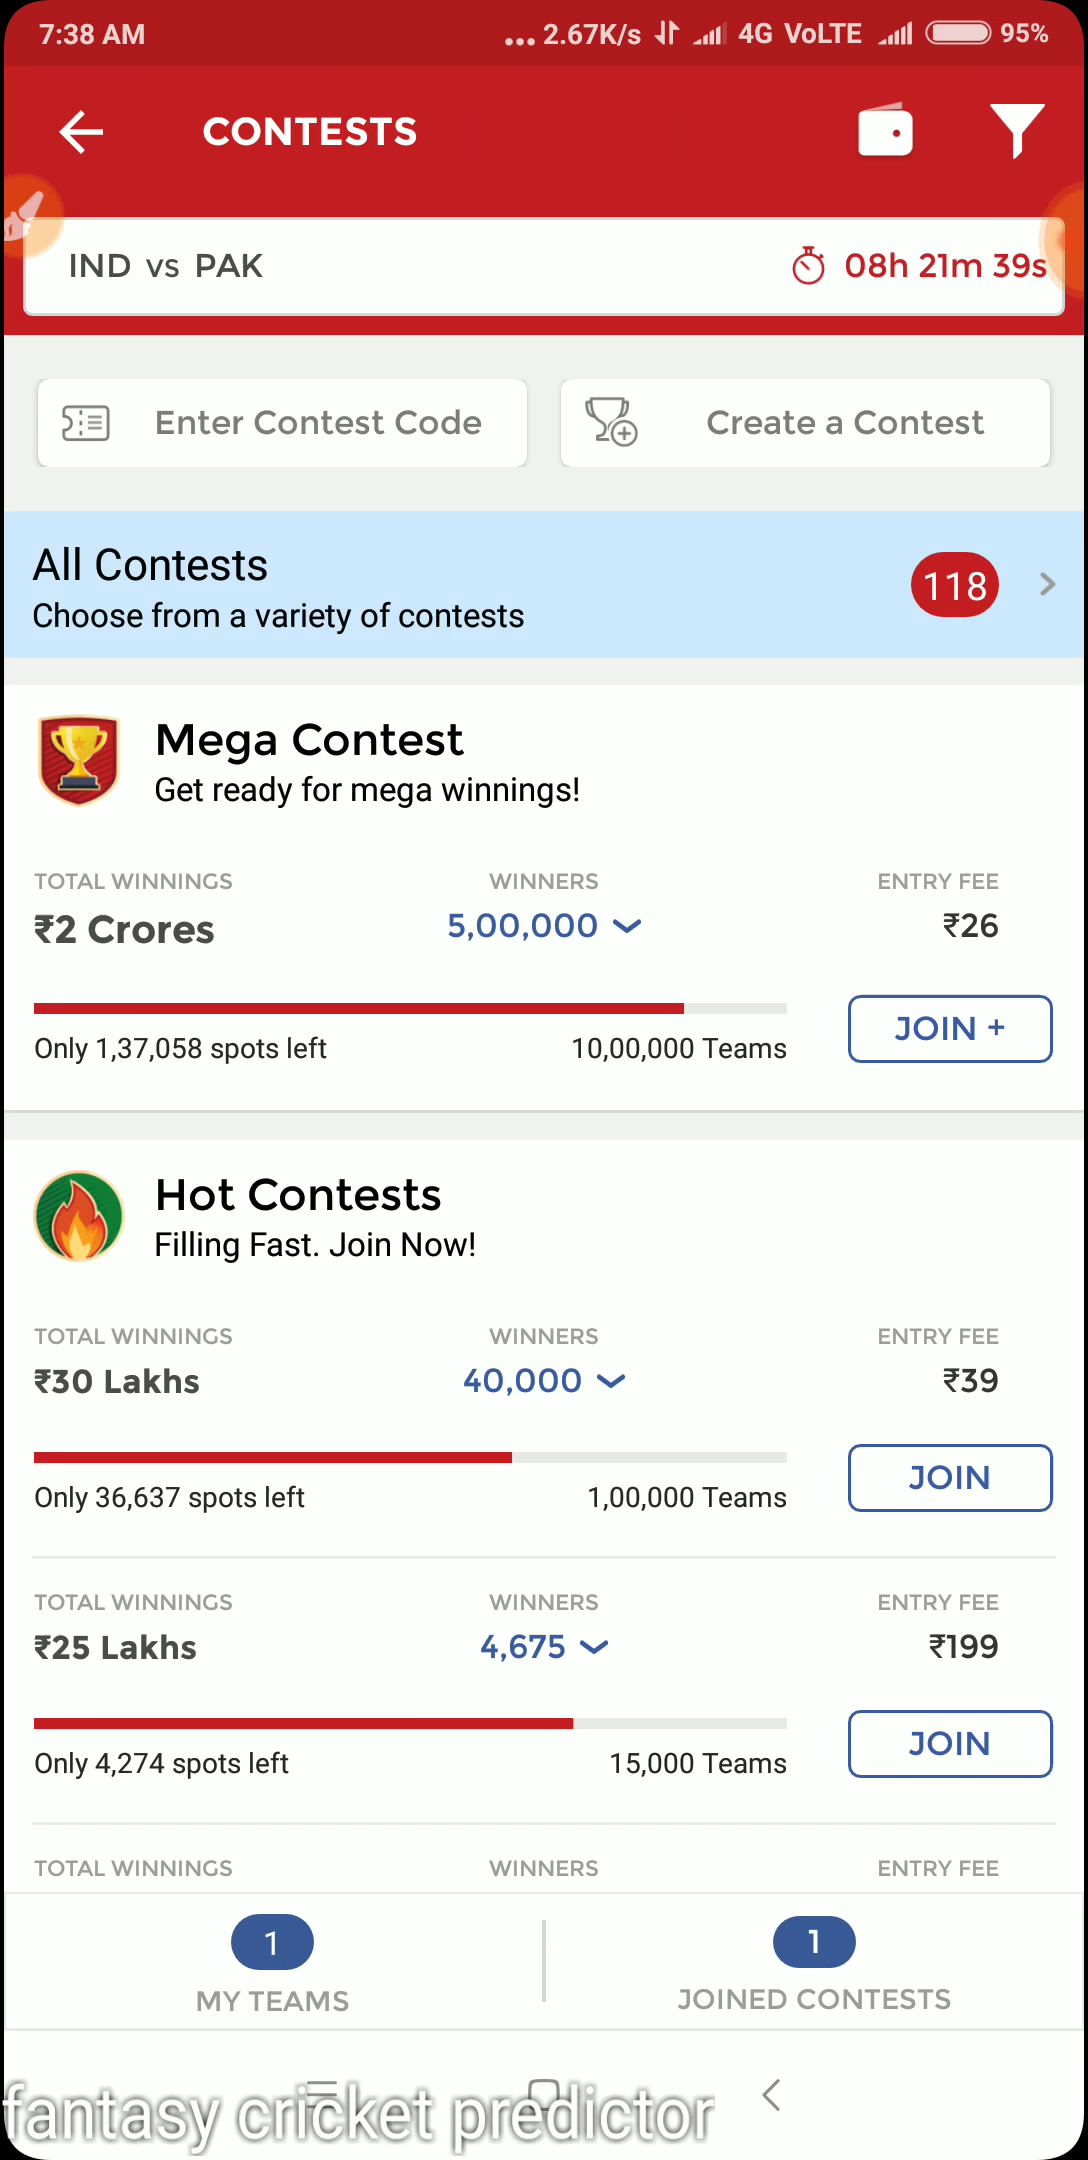 7:38 AM ... 2.67K/s 4G VoLTE 95%
CONTESTS
IND vs PAK 08h 21m 39s
Enter Contest Code Create a Contest
All Contests
Choose from a variety of contests
118
Mega Contest
Get ready for mega winnings!
TOTAL WINNINGS WINNERS ENTRY FEE
₹2 Crores 5,00,000 ₹26
Only 1,37,058 spots left 10,00,000 Teams JOIN +
Hot Contests
Filling Fast. Join Now!
TOTAL WINNINGS WINNERS ENTRY FEE
₹30 Lakhs 40,000 ₹39
Only 36,637 spots left 1,00,000 Teams JOIN
TOTAL WINNINGS WINNERS ENTRY FEE
₹25 Lakhs 4,675 ₹199
Only 4,274 spots left 15,000 Teams JOIN
TOTAL WINNINGS WINNERS ENTRY FEE
1 1
MY TEAMS JOINED CONTESTS
fantasy cricket predictor